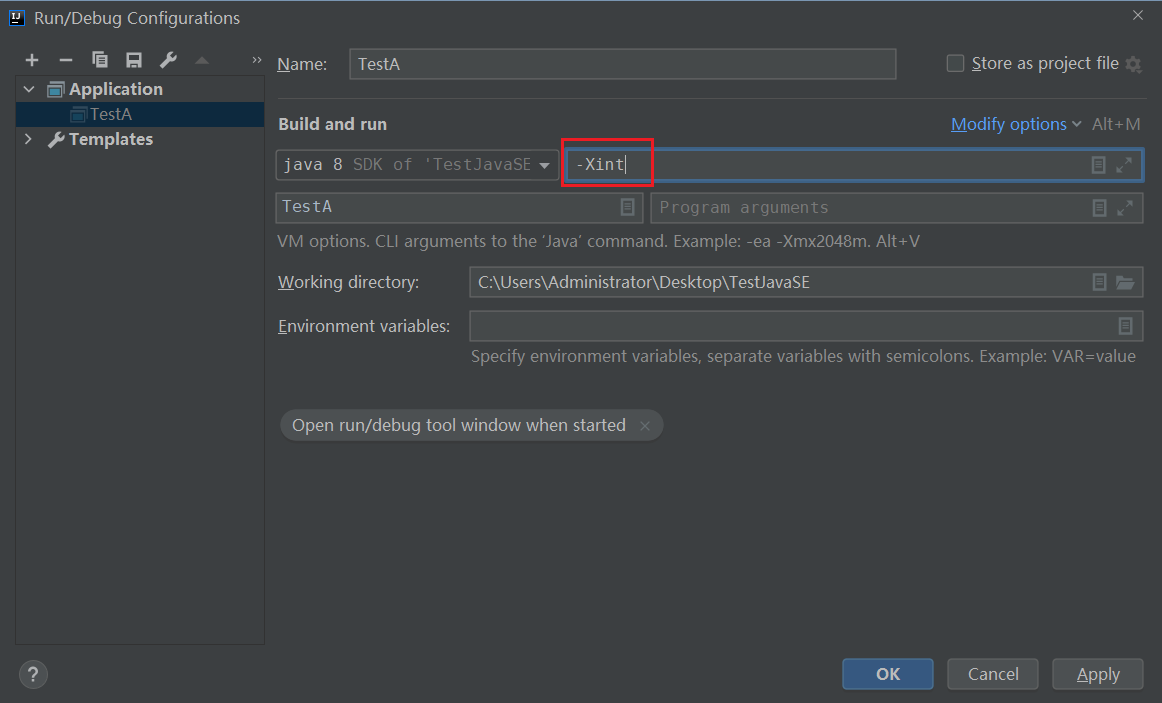 Run/Debug Configurations
Name: TestA Store as project file
Application
TestA
Templates
Build and run Modify options Alt+M
java 8 SDK of 'TestJavaSE -Xint
TestA Program arguments
VM options. CLI arguments to the ‘Java’ command. Example: -ea -Xmx2048m. Alt+V
Working directory: C:\Users\Administrator\Desktop\TestJavaSE
Environment variables:
Specify environment variables, separate variables with semicolons. Example: VAR=value
Open run/debug tool window when started ×
? OK Cancel Apply